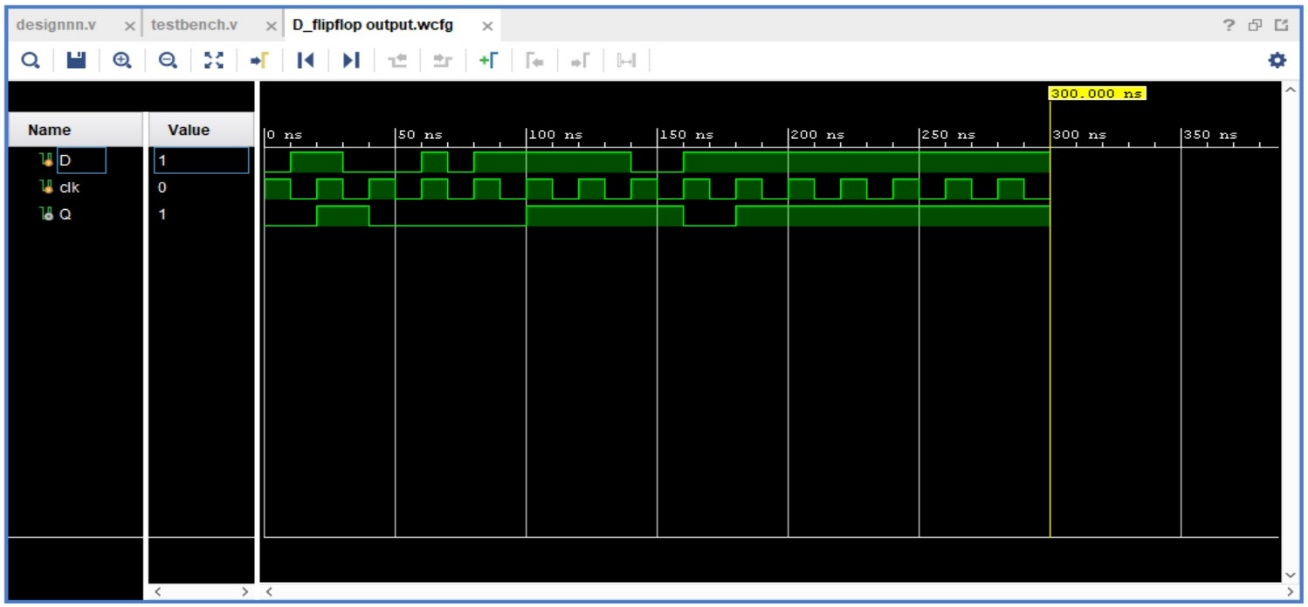 designnn.v × testbench.v × D_flipflop output.wcfg ×
300.000 ns
Name Value
0 ns 50 ns 100 ns 150 ns 200 ns 250 ns 300 ns 350 ns
D 1
clk 0
Q 1